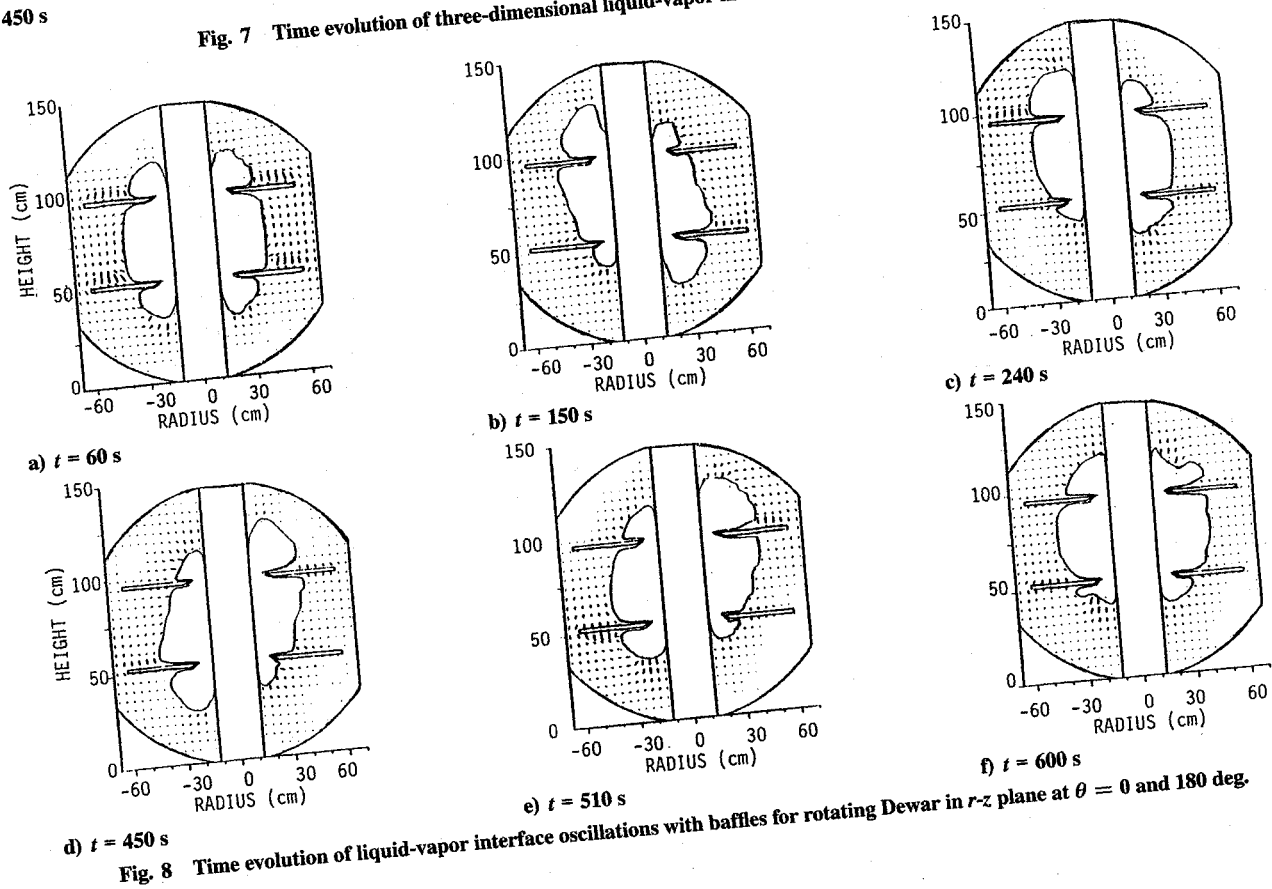 450 s
Fig. 7 Time evolution of three-dimensional liquid-vapor
150
100
50
0
HEIGHT (cm)
-60 -30 0 30 60
RADIUS (cm)
a) t = 60 s
150
100
50
0
-60 -30 0 30 60
RADIUS (cm)
b) t = 150 s
150
100
50
0
-60 -30 0 30 60
RADIUS (cm)
c) t = 240 s
150
100
50
0
HEIGHT (cm)
-60 -30 0 30 60
RADIUS (cm)
d) t = 450 s
150
100
50
0
-60 -30 0 30 60
RADIUS (cm)
e) t = 510 s
150
100
50
0
-60 -30 0 30 60
RADIUS (cm)
f) t = 600 s
Fig. 8 Time evolution of liquid-vapor interface oscillations with baffles for rotating Dewar in r-z plane at θ = 0 and 180 deg.